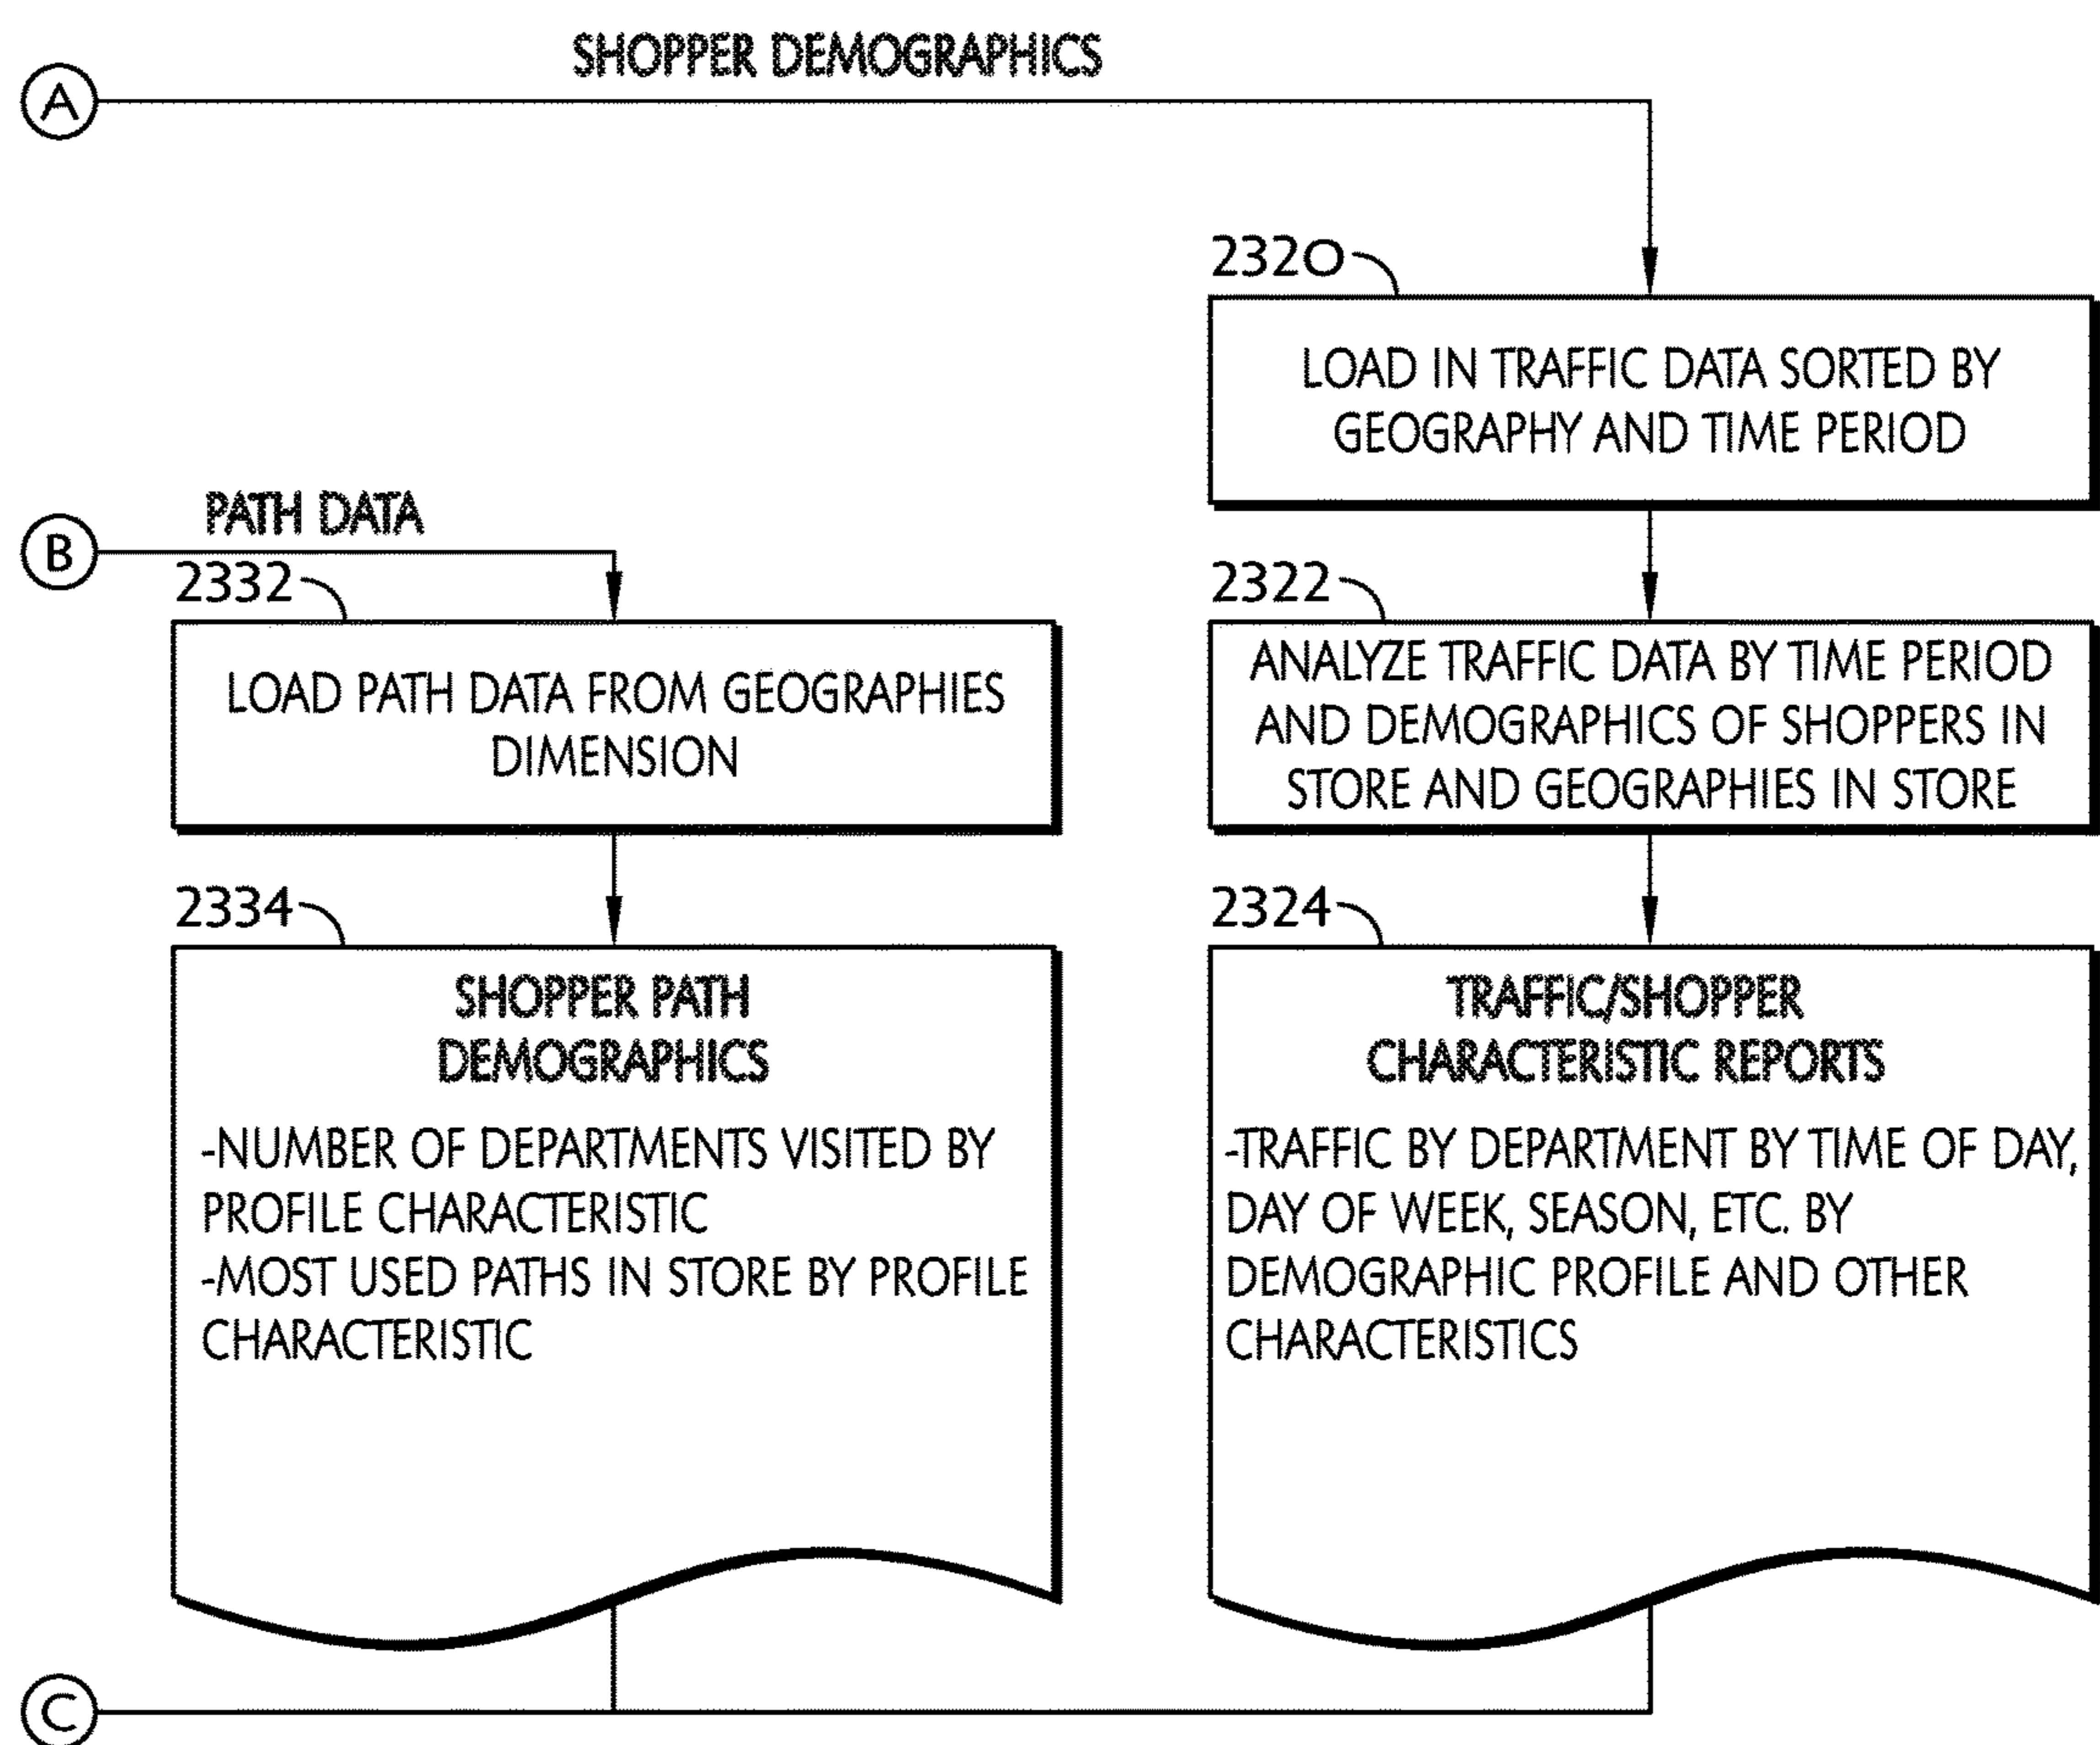 SHOPPER DEMOGRAPHICS
A
2320
LOAD IN TRAFFIC DATA SORTED BY
GEOGRAPHY AND TIME PERIOD
PATH DATA
B
2332
LOAD PATH DATA FROM GEOGRAPHIES
DIMENSION
2322
ANALYZE TRAFFIC DATA BY TIME PERIOD
AND DEMOGRAPHICS OF SHOPPERS IN
STORE AND GEOGRAPHIES IN STORE
2334
SHOPPER PATH
DEMOGRAPHICS
-NUMBER OF DEPARTMENTS VISITED BY
PROFILE CHARACTERISTIC
-MOST USED PATHS IN STORE BY PROFILE
CHARACTERISTIC
2324
TRAFFIC/SHOPPER
CHARACTERISTIC REPORTS
-TRAFFIC BY DEPARTMENT BY TIME OF DAY,
DAY OF WEEK, SEASON, ETC. BY
DEMOGRAPHIC PROFILE AND OTHER
CHARACTERISTICS
C